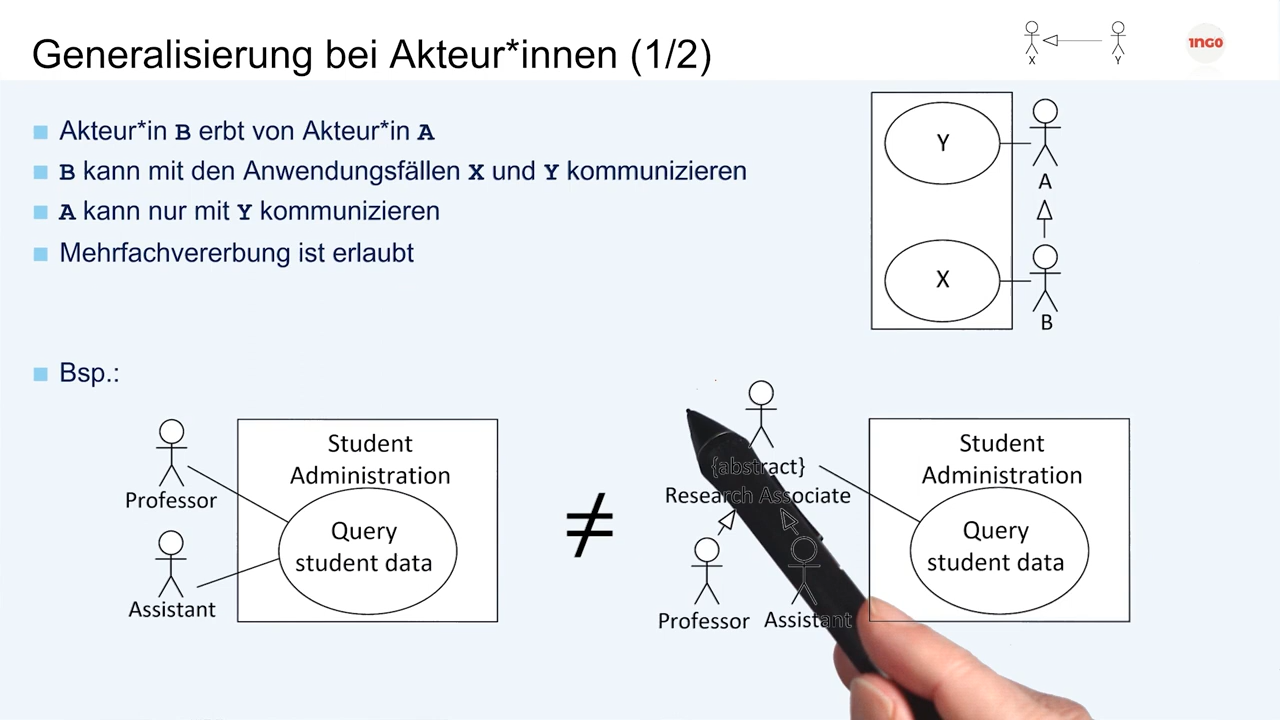 Generalisierung bei Akteur*innen (1/2)
X
Y
INGO
Akteur*in B erbt von Akteur*in A
B kann mit den Anwendungsfällen X und Y kommunizieren
A kann nur mit Y kommunizieren
Mehrfachvererbung ist erlaubt
Y
A
X
B
Bsp.:
Student
Administration
Professor
Query
student data
Assistant
≠
{abstract}
Research Associate
Professor
Assistant
Student
Administration
Query
student data